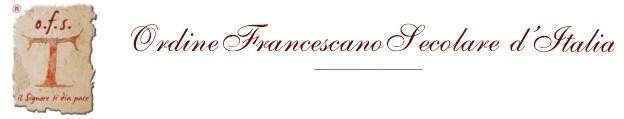 ®
o.f.s.
T
il Signore ti dia pace
Ordine Francescano Secolare d'Italia